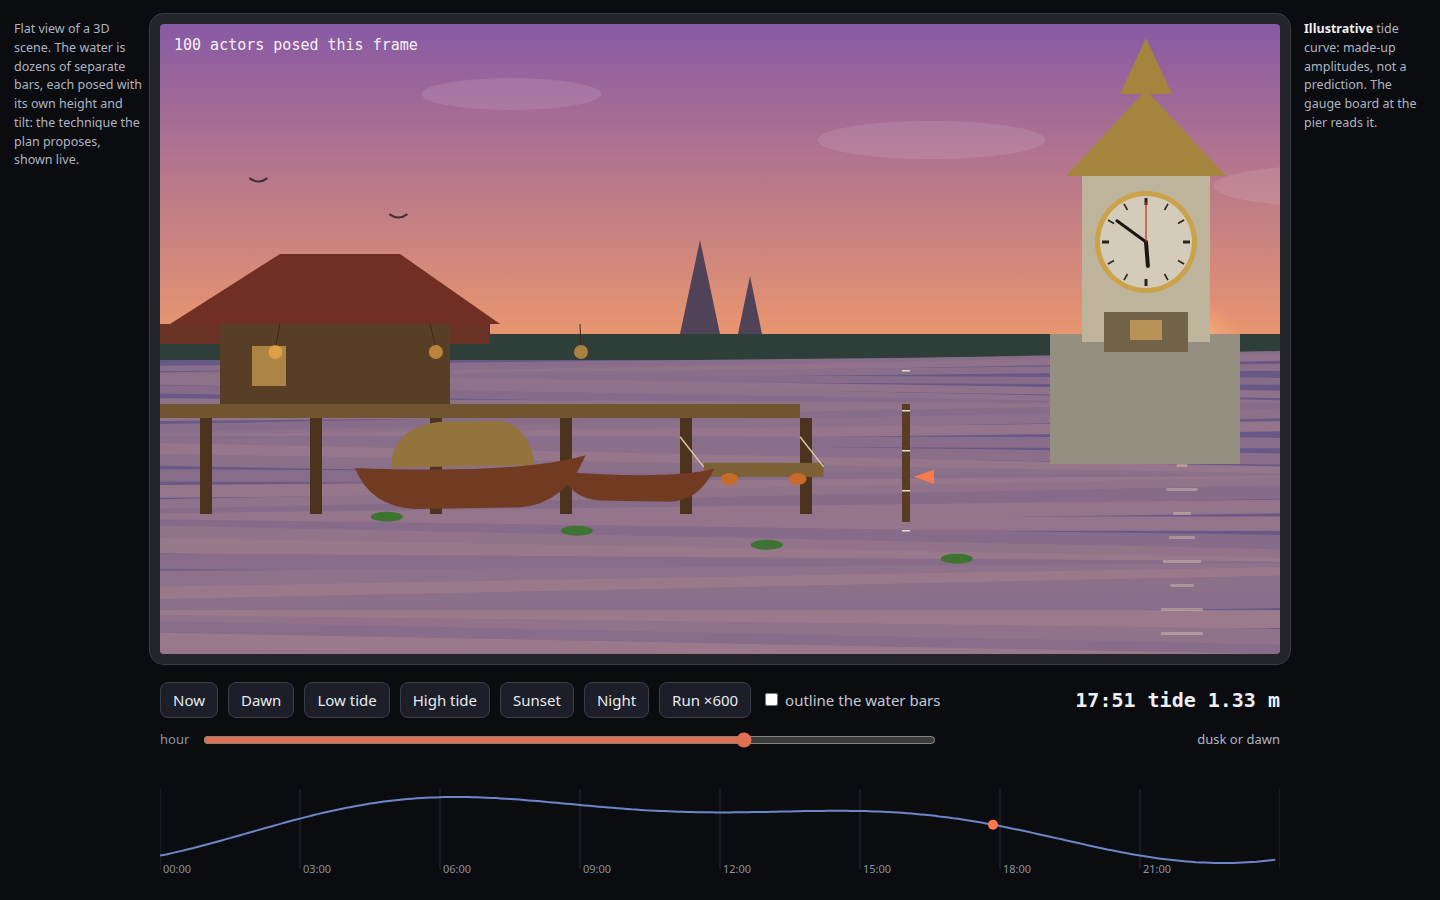 Flat view of a 3D
scene. The water is
dozens of separate
bars, each posed with
its own height and
tilt: the technique the
plan proposes,
shown live.
100 actors posed this frame
Illustrative tide
curve: made-up
amplitudes, not a
prediction. The
gauge board at the
pier reads it.
Now
Dawn
Low tide
High tide
Sunset
Night
Run ×600
outline the water bars
17:51 tide 1.33 m
hour
dusk or dawn
00:00
03:00
06:00
09:00
12:00
15:00
18:00
21:00